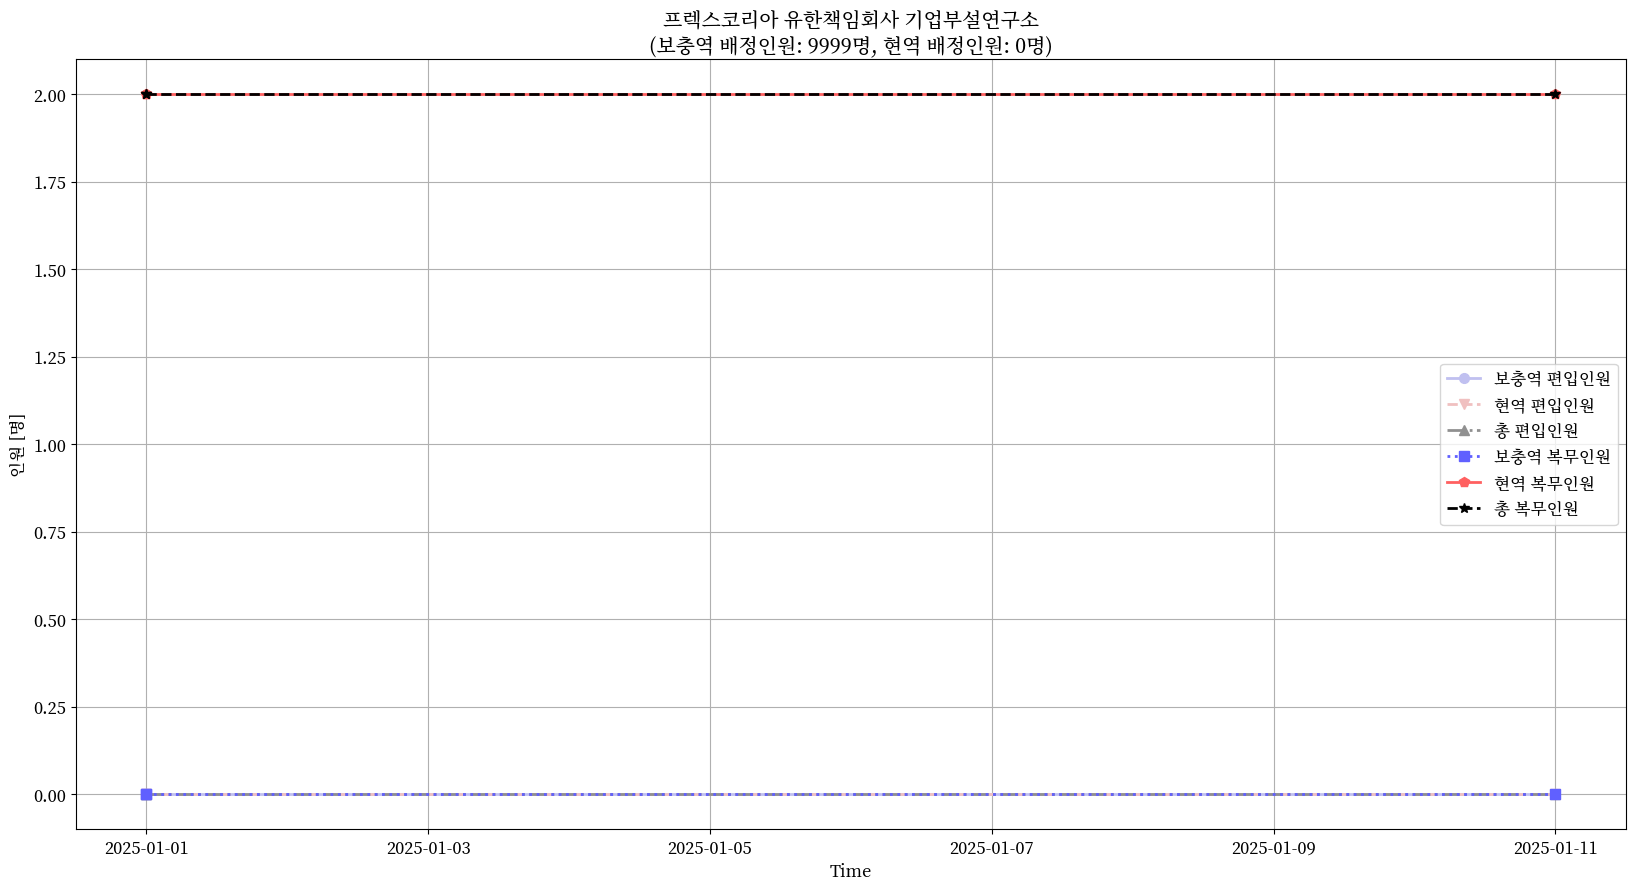 프렉스코리아 유한책임회사 기업부설연구소
(보충역 배정인원: 9999명, 현역 배정인원: 0명)
인원 [명]
2.00
1.75
1.50
1.25
1.00
0.75
0.50
0.25
0.00
보충역 편입인원
현역 편입인원
총 편입인원
보충역 복무인원
현역 복무인원
총 복무인원
2025-01-01 2025-01-03 2025-01-05 2025-01-07 2025-01-09 2025-01-11
Time